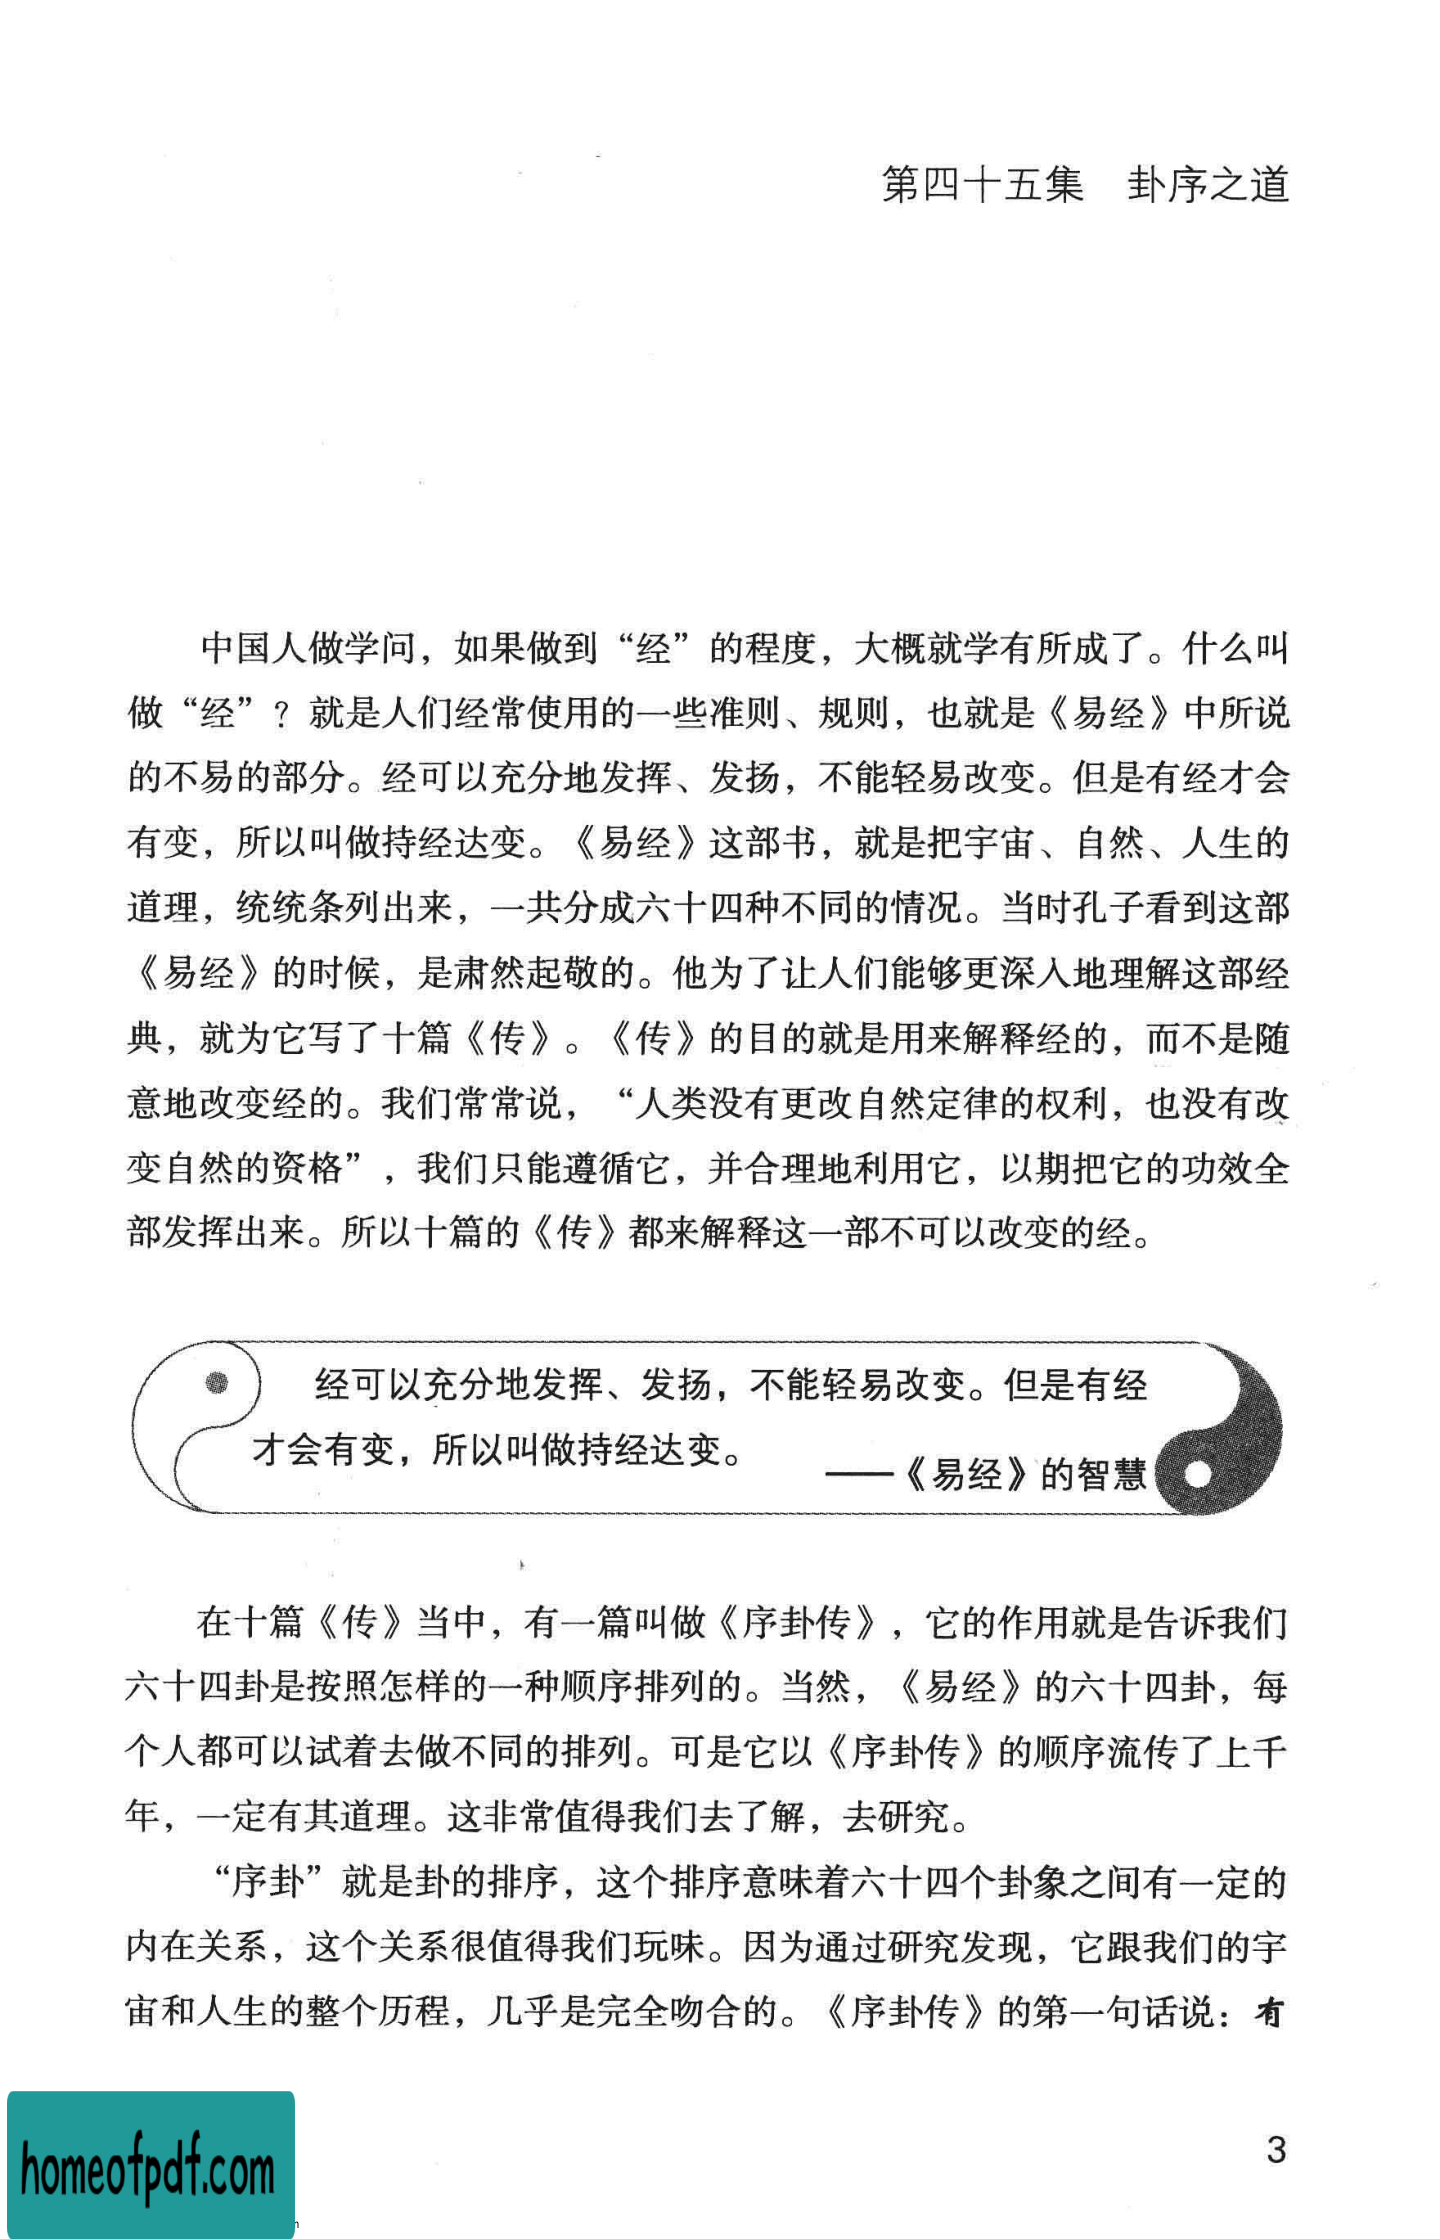 第四十五集　卦序之道
中国人做学问，如果做到“经”的程度，大概就学有所成了。什么叫
做“经”？就是人们经常使用的一些准则、规则，也就是《易经》中所说
的不易的部分。经可以充分地发挥、发扬，不能轻易改变。但是有经才会
有变，所以叫做持经达变。《易经》这部书，就是把宇宙、自然、人生的
道理，统统条列出来，一共分成六十四种不同的情况。当时孔子看到这部
《易经》的时候，是肃然起敬的。他为了让人们能够更深入地理解这部经
典，就为它写了十篇《传》。《传》的目的就是用来解释经的，而不是随
意地改变经的。我们常常说，“人类没有更改自然定律的权利，也没有改
变自然的资格”，我们只能遵循它，并合理地利用它，以期把它的功效全
部发挥出来。所以十篇的《传》都来解释这一部不可以改变的经。
经可以充分地发挥、发扬，不能轻易改变。但是有经
才会有变，所以叫做持经达变。
——《易经》的智慧
在十篇《传》当中，有一篇叫做《序卦传》，它的作用就是告诉我们
六十四卦是按照怎样的一种顺序排列的。当然，《易经》的六十四卦，每
个人都可以试着去做不同的排列。可是它以《序卦传》的顺序流传了上千
年，一定有其道理。这非常值得我们去了解，去研究。
“序卦”就是卦的排序，这个排序意味着六十四个卦象之间有一定的
内在关系，这个关系很值得我们玩味。因为通过研究发现，它跟我们的宇
宙和人生的整个历程，几乎是完全吻合的。《序卦传》的第一句话说：有
3
homeofpdf.com